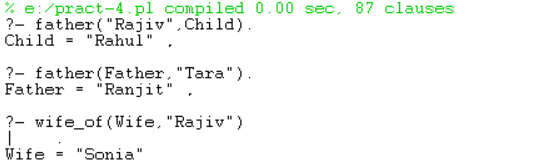 % e:/pract-4.pl compiled 0.00 sec, 87 clauses
?- father("Rajiv",Child).
Child = "Rahul" .
?- father(Father,"Tara").
Father = "Ranjit" .
?- wife_of(Wife,"Rajiv")
|    .
Wife = "Sonia"